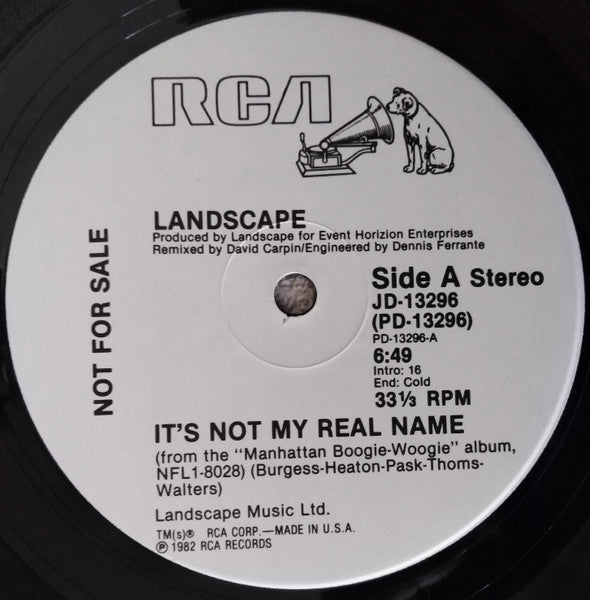 RCA
LANDSCAPE
Produced by Landscape for Event Horizion Enterprises
Remixed by David Carpin/Engineered by Dennis Ferrante
NOT FOR SALE
Side A Stereo
JD-13296
(PD-13296)
PD-13296-A
6:49
Intro: 16
End: Cold
33⅓ RPM
IT'S NOT MY REAL NAME
(from the "Manhattan Boogie-Woogie" album,
NFL1-8028) (Burgess-Heaton-Pask-Thoms-
Walters)
Landscape Music Ltd.
TM(s)® RCA CORP.—MADE IN U.S.A.
℗ 1982 RCA RECORDS